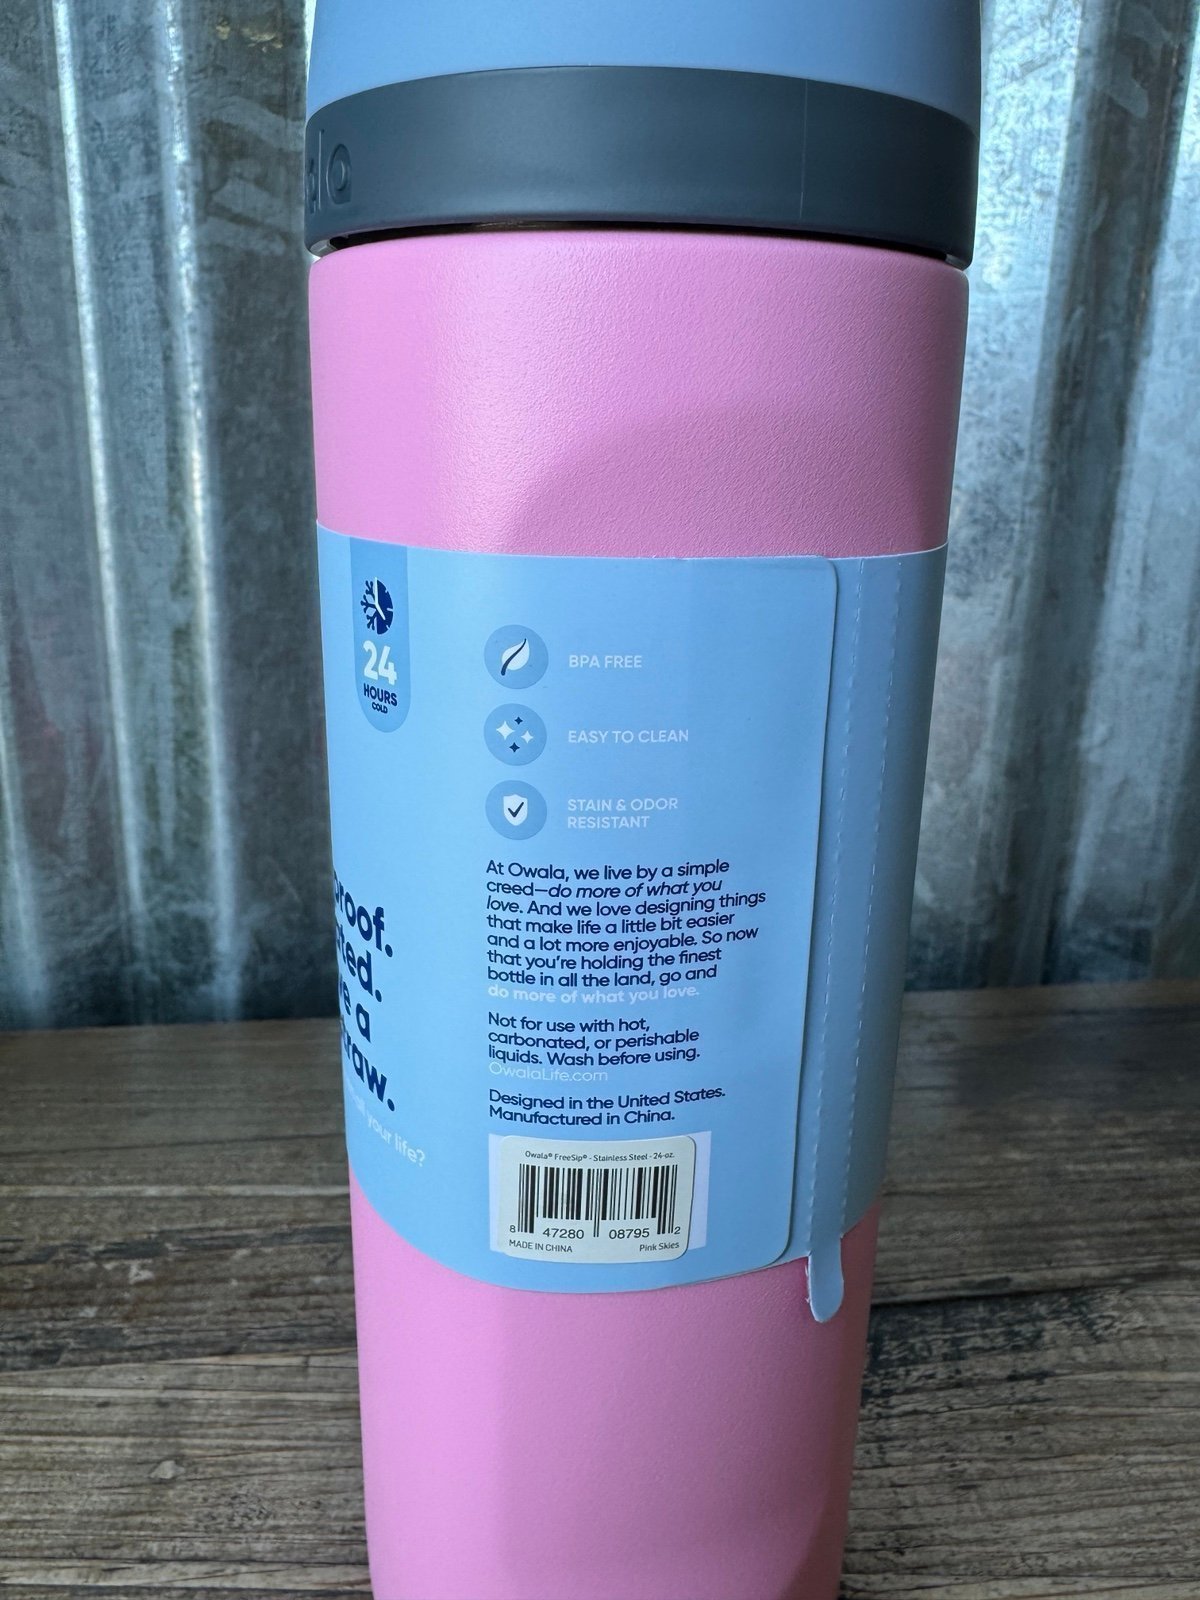 24
HOURS
COLD
BPA FREE
EASY TO CLEAN
STAIN & ODOR
RESISTANT
At Owala, we live by a simple
creed—do more of what you
love. And we love designing things
that make life a little bit easier
and a lot more enjoyable. So now
that you're holding the finest
bottle in all the land, go and
do more of what you love.
Not for use with hot,
carbonated, or perishable
liquids. Wash before using.
OwalaLife.com
Designed in the United States.
Manufactured in China.
Owala® FreeSip® - Stainless Steel - 24-oz.
8 47280 08795 2
MADE IN CHINA Pink Skies
a
your life?